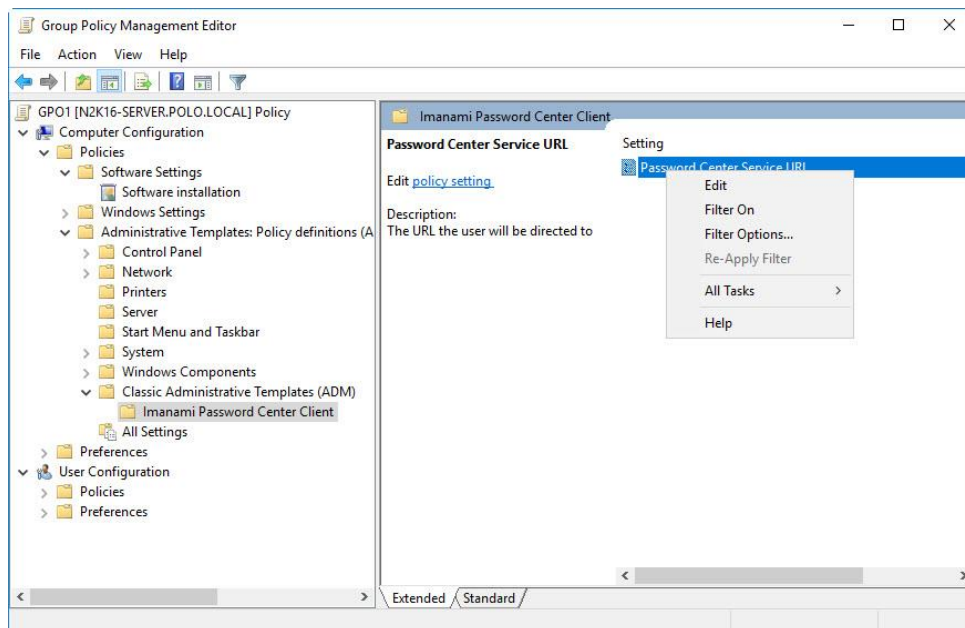 Group Policy Management Editor
File Action View Help
GPO1 [N2K16-SERVER.POLO.LOCAL] Policy
Computer Configuration
Policies
Software Settings
Software installation
Windows Settings
Administrative Templates: Policy definitions (A
Control Panel
Network
Printers
Server
Start Menu and Taskbar
System
Windows Components
Classic Administrative Templates (ADM)
Imanami Password Center Client
All Settings
Preferences
User Configuration
Policies
Preferences
Imanami Password Center Client
Password Center Service URL
Edit policy setting
Description:
The URL the user will be directed to
Setting
Password Center Service URL
Edit
Filter On
Filter Options...
Re-Apply Filter
All Tasks
Help
Extended Standard